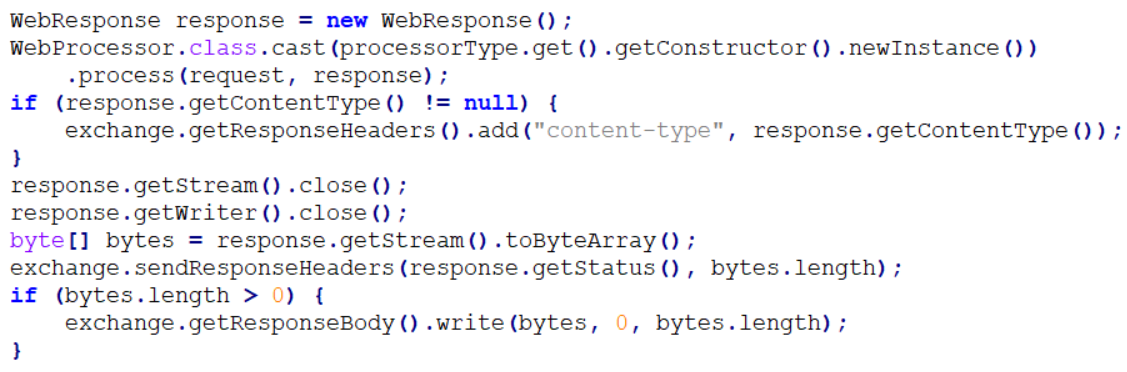 WebResponse response = new WebResponse();
WebProcessor.class.cast(processorType.get().getConstructor().newInstance())
    .process(request, response);
if (response.getContentType() != null) {
    exchange.getResponseHeaders().add("content-type", response.getContentType());
}
response.getStream().close();
response.getWriter().close();
byte[] bytes = response.getStream().toByteArray();
exchange.sendResponseHeaders(response.getStatus(), bytes.length);
if (bytes.length > 0) {
    exchange.getResponseBody().write(bytes, 0, bytes.length);
}